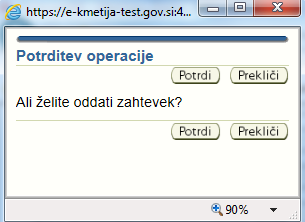 https://e-kmetija-test.gov.si:4...
Potrditev operacije
Potrdi Prekliči
Ali želite oddati zahtevek?
Potrdi Prekliči
90%